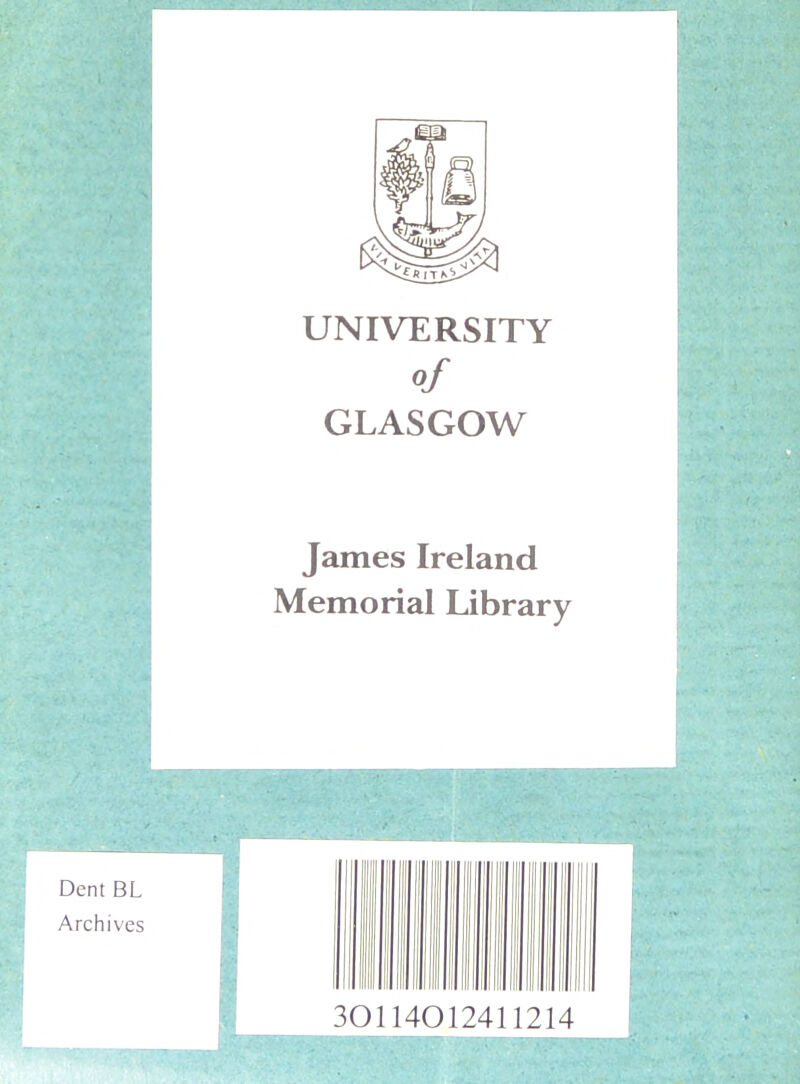 VIA VERITAS VITA
UNIVERSITY
of
GLASGOW
James Ireland
Memorial Library
Dent BL
Archives
30114012411214